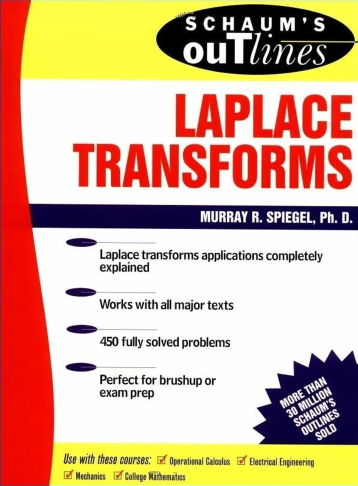 SCHAUM'S
ouTlines
LAPLACE
TRANSFORMS
MURRAY R. SPIEGEL, Ph. D.
Laplace transforms applications completely
explained
Works with all major texts
450 fully solved problems
Perfect for brushup or
exam prep
MORE THAN
30 MILLION
SCHAUM'S
OUTLINES
SOLD
Use with these courses: ☑ Operational Calculus ☑ Electrical Engineering
☑ Mechanics ☑ College Mathematics